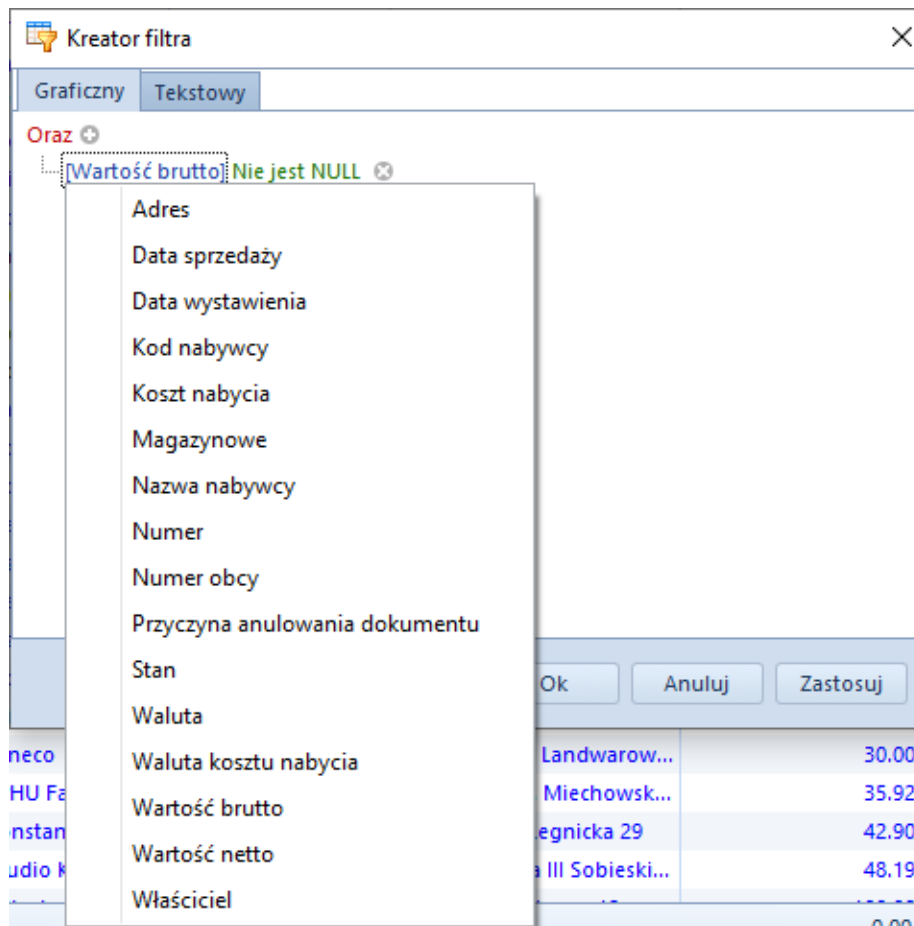 Kreator filtra
Graficzny Tekstowy
Oraz
[Wartość brutto] Nie jest NULL
Adres
Data sprzedaży
Data wystawienia
Kod nabywcy
Koszt nabycia
Magazynowe
Nazwa nabywcy
Numer
Numer obcy
Przyczyna anulowania dokumentu
Stan
Waluta
Waluta kosztu nabycia
Wartość brutto
Wartość netto
Właściciel
Ok Anuluj Zastosuj
neco Landwarow... 30.00
HU Fa Miechowsk... 35.92
nstan egnicka 29 42.90
udio K a III Sobieski... 48.19